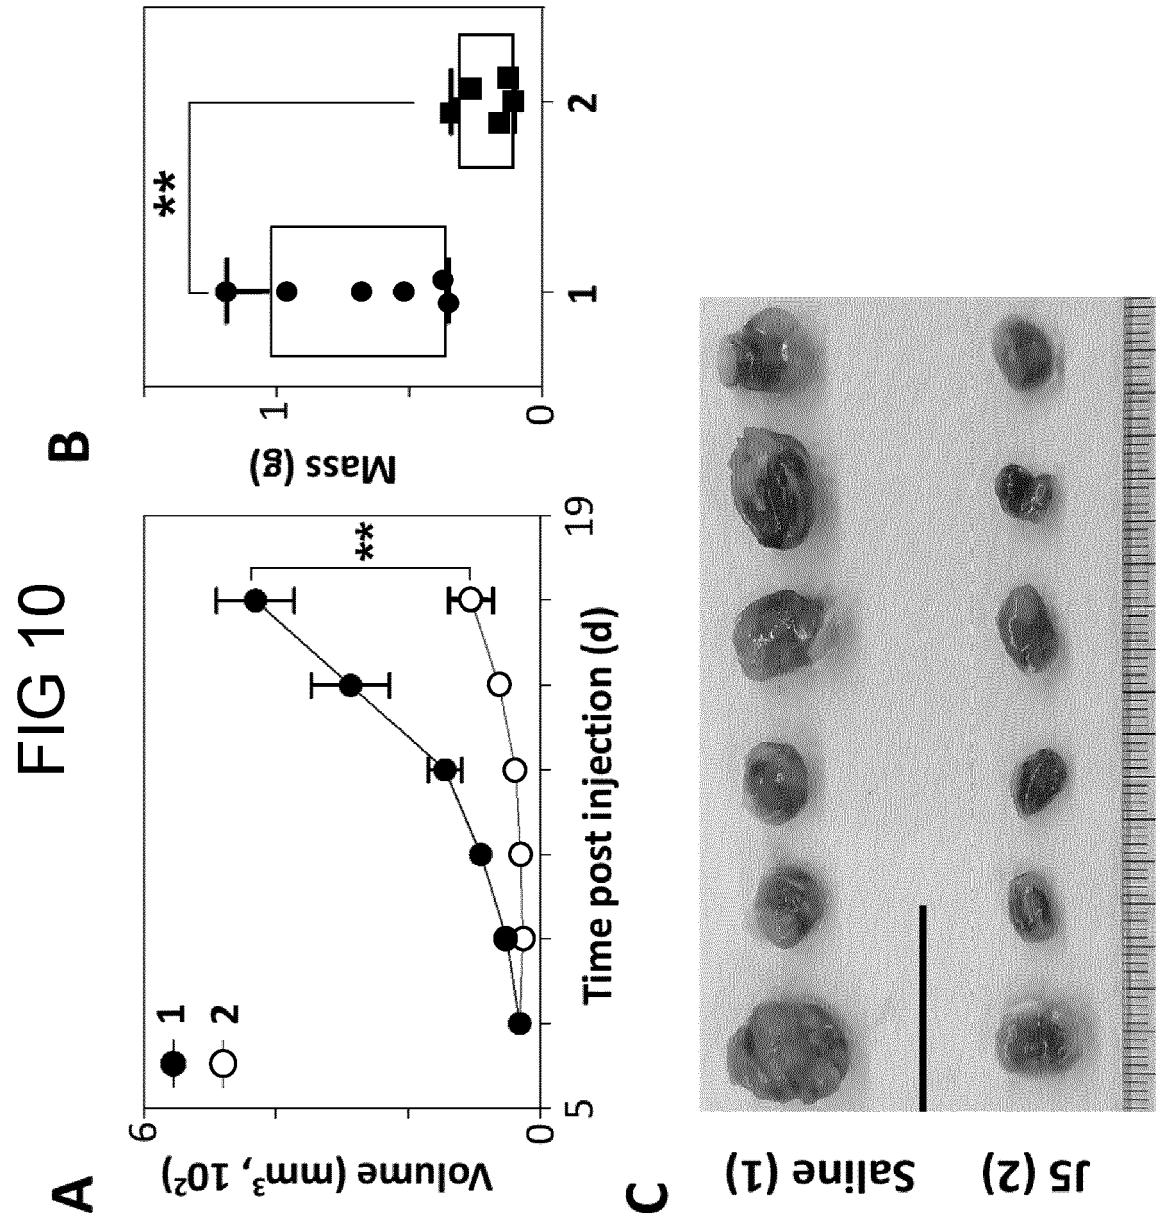 FIG 10
A
6
0
5
19
Volume (mm³, 10²)
Time post injection (d)
1
2
**
B
1
0
Mass (g)
1
2
**
C
Saline (1)
J5 (2)